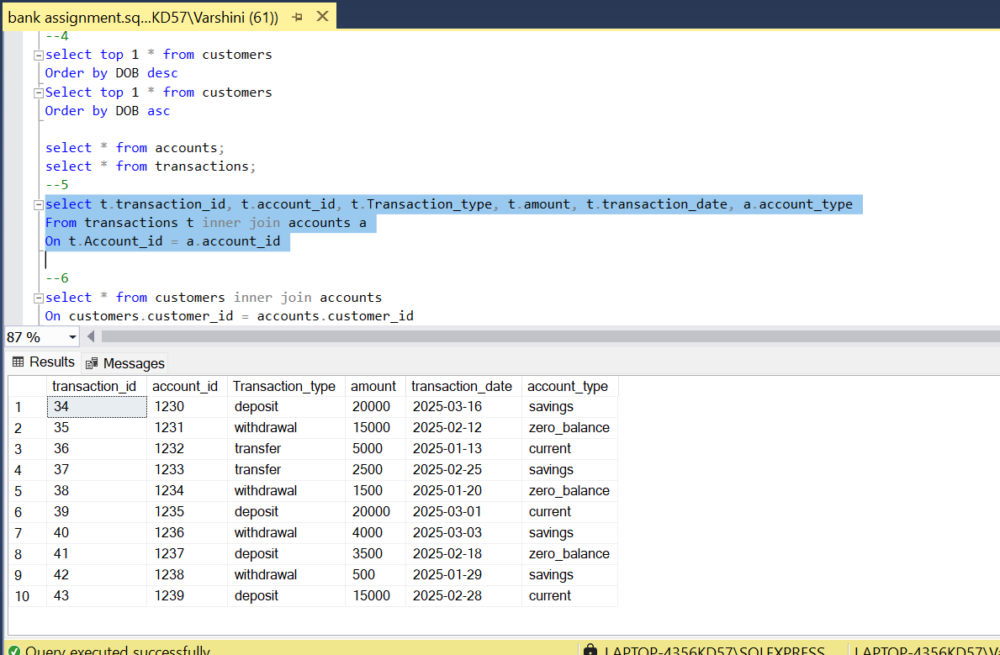 bank assignment.sq...KD57\Varshini (61))
--4
select top 1 * from customers
Order by DOB desc
Select top 1 * from customers
Order by DOB asc
select * from accounts;
select * from transactions;
--5
select t.transaction_id, t.account_id, t.Transaction_type, t.amount, t.transaction_date, a.account_type
From transactions t inner join accounts a
On t.Account_id = a.account_id
--6
select * from customers inner join accounts
On customers.customer_id = accounts.customer_id
87 %
Results Messages
transaction_id account_id Transaction_type amount transaction_date account_type
1 34 1230 deposit 20000 2025-03-16 savings
2 35 1231 withdrawal 15000 2025-02-12 zero_balance
3 36 1232 transfer 5000 2025-01-13 current
4 37 1233 transfer 2500 2025-02-25 savings
5 38 1234 withdrawal 1500 2025-01-20 zero_balance
6 39 1235 deposit 20000 2025-03-01 current
7 40 1236 withdrawal 4000 2025-03-03 savings
8 41 1237 deposit 3500 2025-02-18 zero_balance
9 42 1238 withdrawal 500 2025-01-29 savings
10 43 1239 deposit 15000 2025-02-28 current
Query executed successfully LAPTOP-4356KD57\SQLEXPRESS LAPTOP-4356KD57\Va